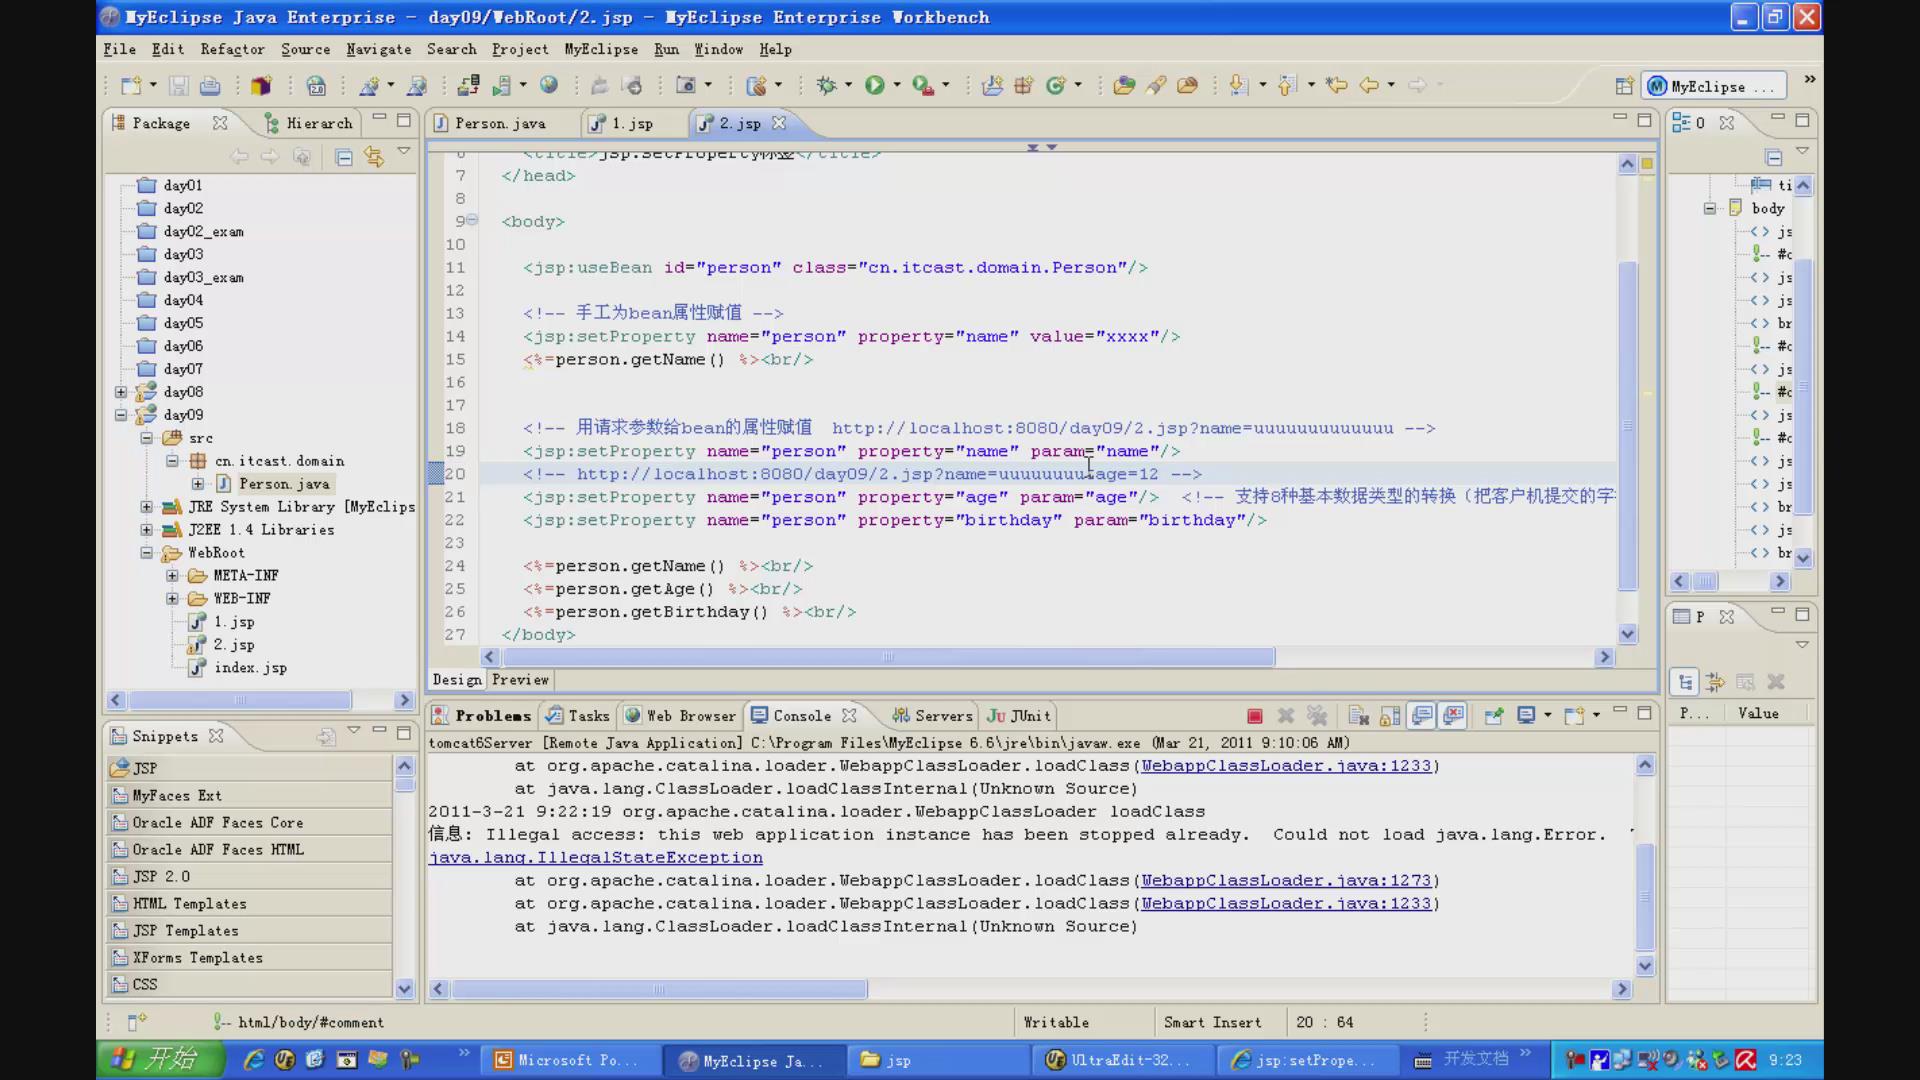 MyEclipse Java Enterprise - day09/WebRoot/2.jsp - MyEclipse Enterprise Workbench
File Edit Refactor Source Navigate Search Project MyEclipse Run Window Help
MyEclipse ...
Package
Hierarch
Person.java
1.jsp
2.jsp
O
day01
day02
day02_exam
day03
day03_exam
day04
day05
day06
day07
day08
day09
src
cn.itcast.domain
Person.java
JRE System Library [MyEclips
J2EE 1.4 Libraries
WebRoot
META-INF
WEB-INF
1.jsp
2.jsp
index.jsp
6 <title>jsp:setProperty标签</title>
7 </head>
8
9 <body>
10
11 <jsp:useBean id="person" class="cn.itcast.domain.Person"/>
12
13 <!-- 手工为bean属性赋值 -->
14 <jsp:setProperty name="person" property="name" value="xxxx"/>
15 <%=person.getName() %><br/>
16
17
18 <!-- 用请求参数给bean的属性赋值 http://localhost:8080/day09/2.jsp?name=uuuuuuuuuuuuu -->
19 <jsp:setProperty name="person" property="name" param="name"/>
20 <!-- http://localhost:8080/day09/2.jsp?name=uuuuuuuu&age=12 -->
21 <jsp:setProperty name="person" property="age" param="age"/> <!-- 支持8种基本数据类型的转换（把客户机提交的字
22 <jsp:setProperty name="person" property="birthday" param="birthday"/>
23
24 <%=person.getName() %><br/>
25 <%=person.getAge() %><br/>
26 <%=person.getBirthday() %><br/>
27 </body>
Design Preview
ti
body
js
#c
js
js
br
#c
js
#c
js
#c
js
br
js
br
P
P... Value
Snippets
JSP
MyFaces Ext
Oracle ADF Faces Core
Oracle ADF Faces HTML
JSP 2.0
HTML Templates
JSP Templates
XForms Templates
CSS
Problems Tasks Web Browser Console Servers JUnit
tomcat6Server [Remote Java Application] C:\Program Files\MyEclipse 6.6\jre\bin\javaw.exe (Mar 21, 2011 9:10:06 AM)
at org.apache.catalina.loader.WebappClassLoader.loadClass(WebappClassLoader.java:1233)
at java.lang.ClassLoader.loadClassInternal(Unknown Source)
2011-3-21 9:22:19 org.apache.catalina.loader.WebappClassLoader loadClass
信息: Illegal access: this web application instance has been stopped already.  Could not load java.lang.Error.
java.lang.IllegalStateException
at org.apache.catalina.loader.WebappClassLoader.loadClass(WebappClassLoader.java:1273)
at org.apache.catalina.loader.WebappClassLoader.loadClass(WebappClassLoader.java:1233)
at java.lang.ClassLoader.loadClassInternal(Unknown Source)
html/body/#comment
Writable
Smart Insert
20 : 64
开始
Microsoft Po...
MyEclipse Ja...
jsp
UltraEdit-32...
jsp:setPrope...
开发文档
9:23